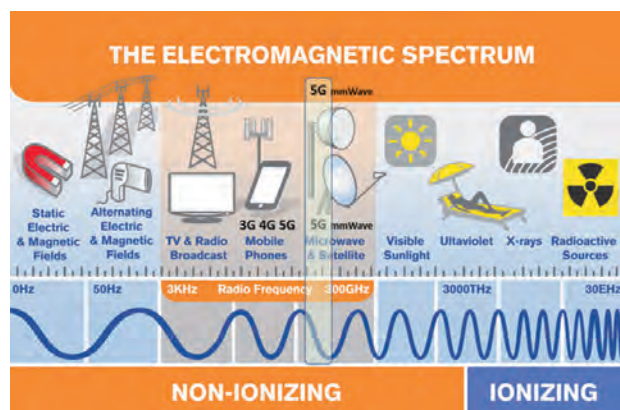 THE ELECTROMAGNETIC SPECTRUM
5G mmWave
Static
Electric
& Magnetic
Fields
Alternating
Electric
& Magnetic
Fields
TV & Radio
Broadcast
3G 4G 5G
Mobile
Phones
5G mmWave
Microwave
& Satellite
Visible
Sunlight
Ultaviolet
X-rays
Radioactive
Sources
0Hz
50Hz
3KHz
Radio Frequency
300GHz
3000THz
30EHz
NON-IONIZING
IONIZING